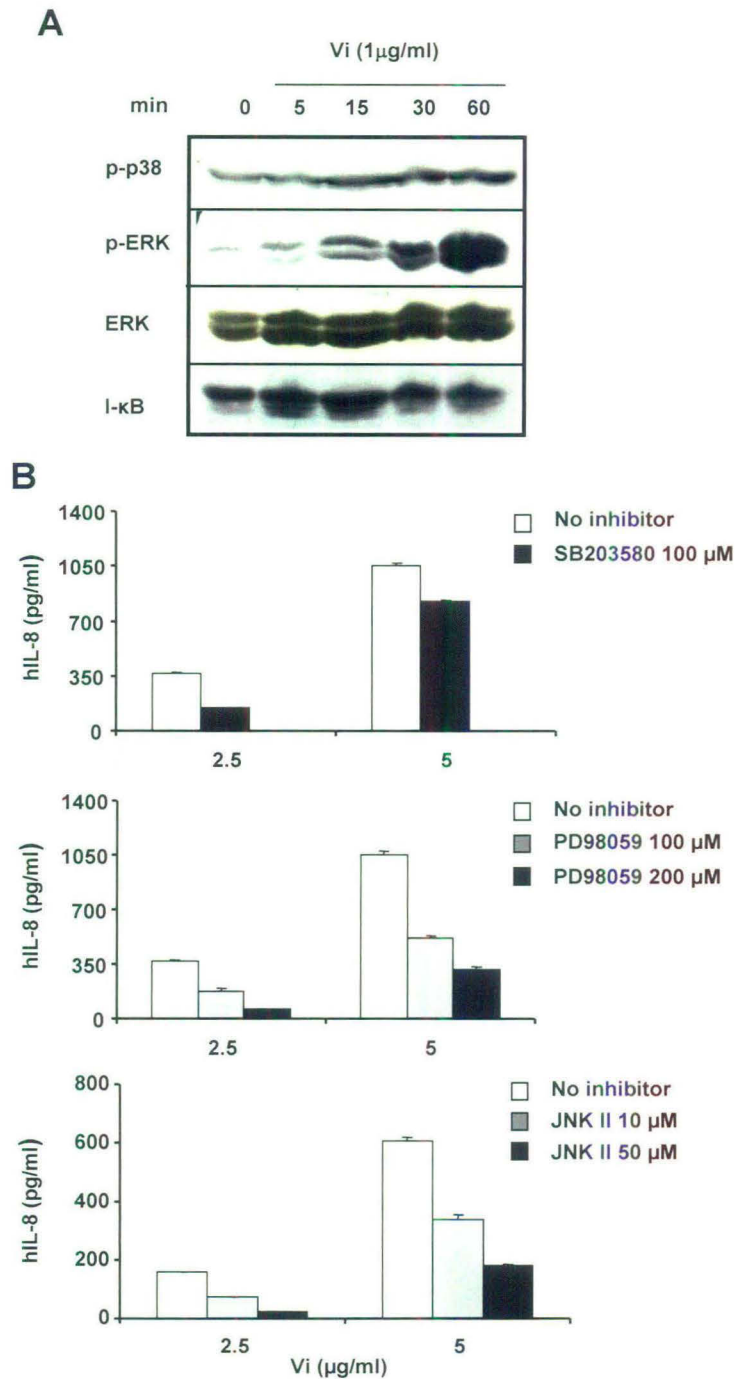 A
Vi (1µg/ml)
min 0 5 15 30 60
p-p38
p-ERK
ERK
I-κB
B
1400
1050
700
350
0
hIL-8 (pg/ml)
No inhibitor
SB203580 100 µM
2.5 5
1400
1050
700
350
0
hIL-8 (pg/ml)
No inhibitor
PD98059 100 µM
PD98059 200 µM
2.5 5
800
600
400
200
0
hIL-8 (pg/ml)
No inhibitor
JNK II 10 µM
JNK II 50 µM
2.5 5
Vi (µg/ml)